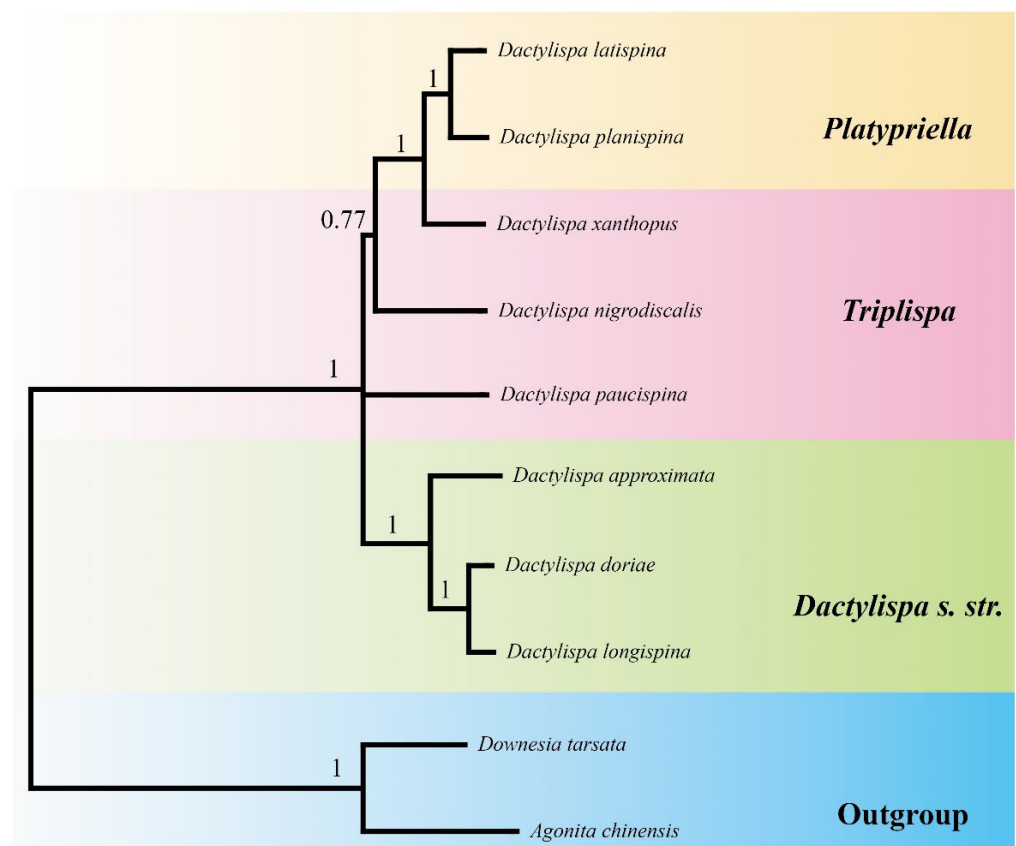 Dactylispa latispina
1
Dactylispa planispina
Platypriella
1
Dactylispa xanthopus
0.77
Dactylispa nigrodiscalis
Triplispa
1
Dactylispa paucispina
Dactylispa approximata
1
Dactylispa doriae
1
Dactylispa s. str.
Dactylispa longispina
Downesia tarsata
1
Agonita chinensis
Outgroup